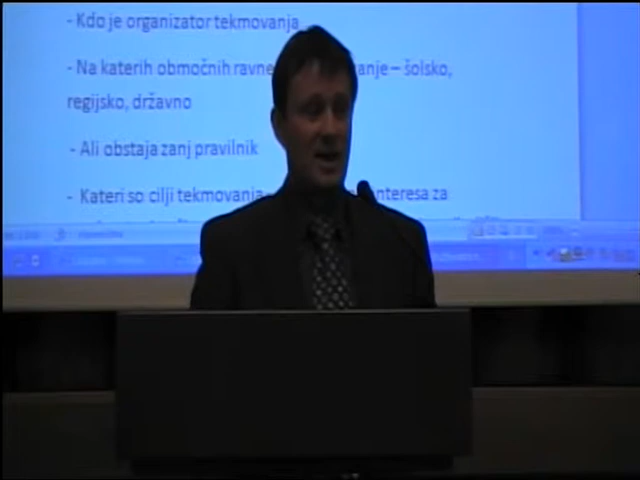 - Kdo je organizator tekmovanja
- Na katerih območnih ravne anje – šolsko,
regijsko, državno
- Ali obstaja zanj pravilnik
- Kateri so cilji tekmovanja nteresa za